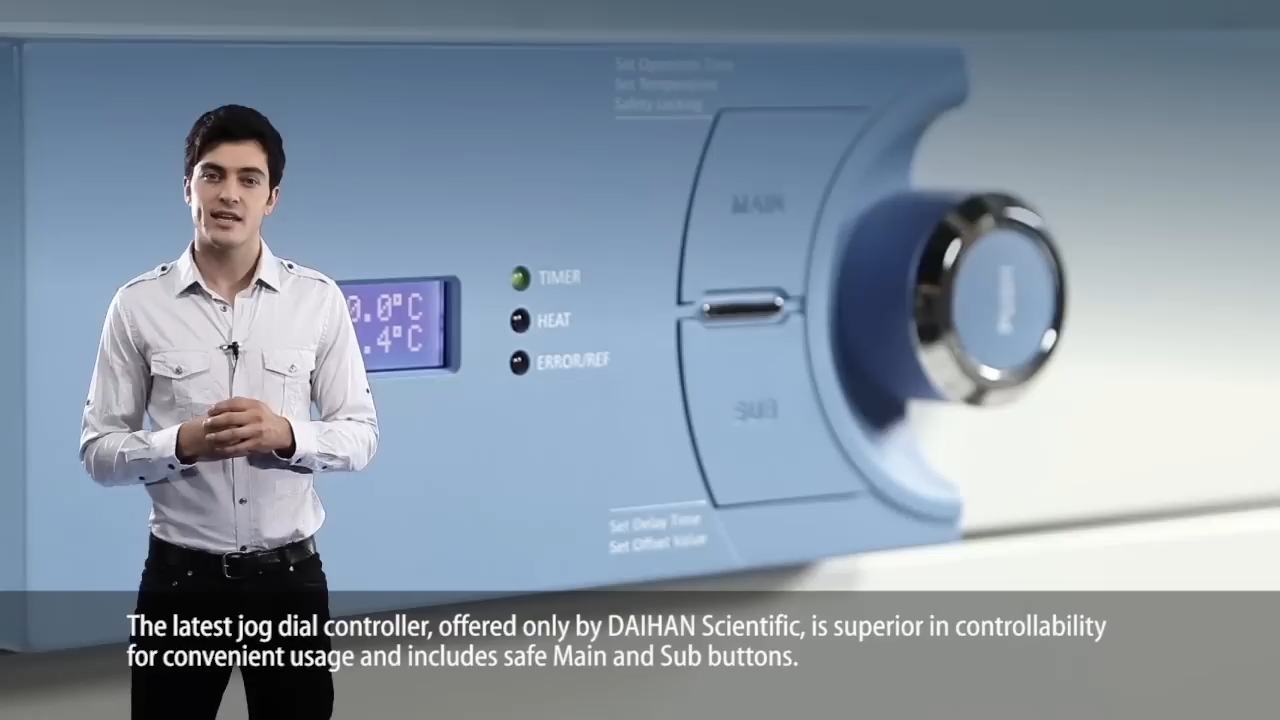 Set Operation Time
Set Temperature
Safety Locking
MAIN
0.0°C
.4°C
TIMER
HEAT
ERROR/REF
PUSH
SUB
Set Delay Time
Set Offset Value
The latest jog dial controller, offered only by DAIHAN Scientific, is superior in controllability
for convenient usage and includes safe Main and Sub buttons.